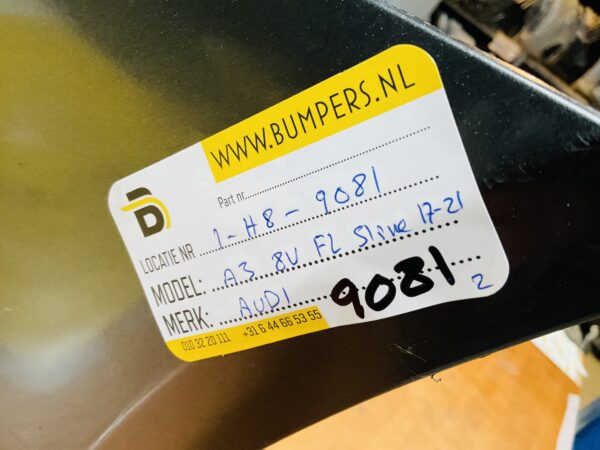 WWW.BUMPERS.NL
Part nr.
LOCATIE NR 1-H8-9081
MODEL: A3 8V FL Sline 17-21
MERK: AUDI 9081 2
010 32 20 111 +31 6 44 66 53 55